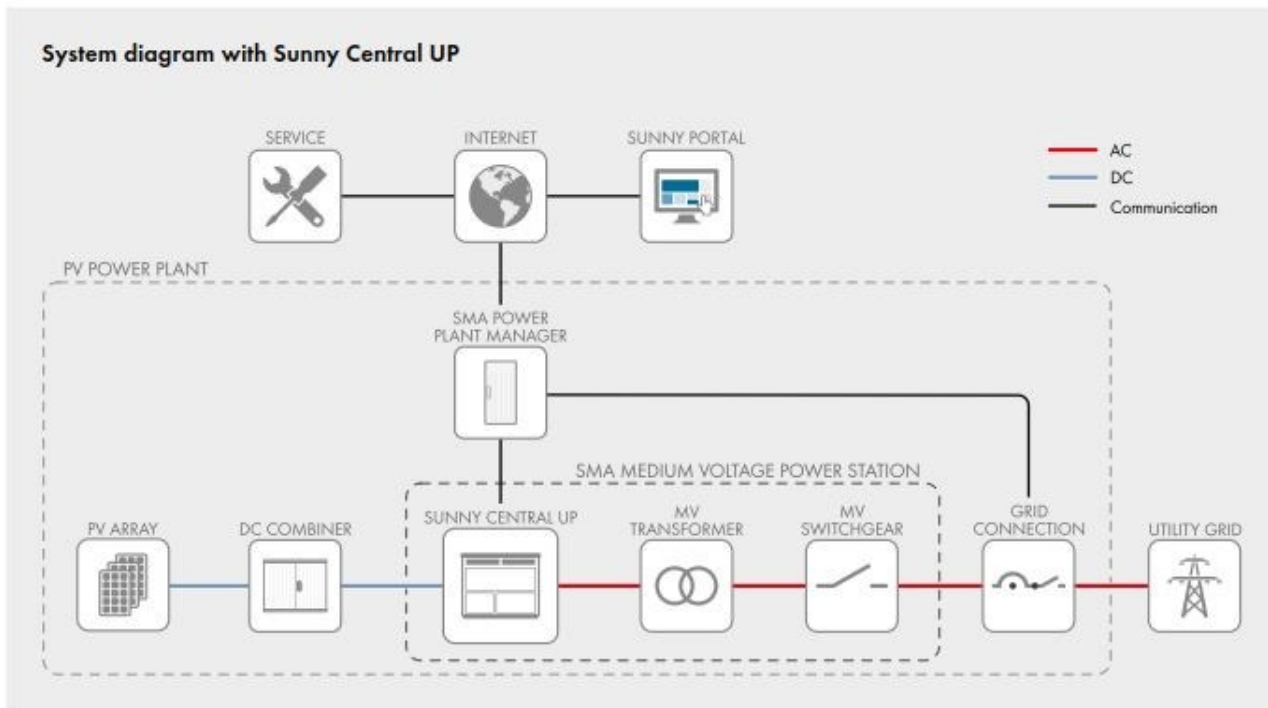 System diagram with Sunny Central UP
SERVICE
INTERNET
SUNNY PORTAL
AC
DC
Communication
PV POWER PLANT
SMA POWER
PLANT MANAGER
SMA MEDIUM VOLTAGE POWER STATION
PV ARRAY
DC COMBINER
SUNNY CENTRAL UP
MV
TRANSFORMER
MV
SWITCHGEAR
GRID
CONNECTION
UTILITY GRID